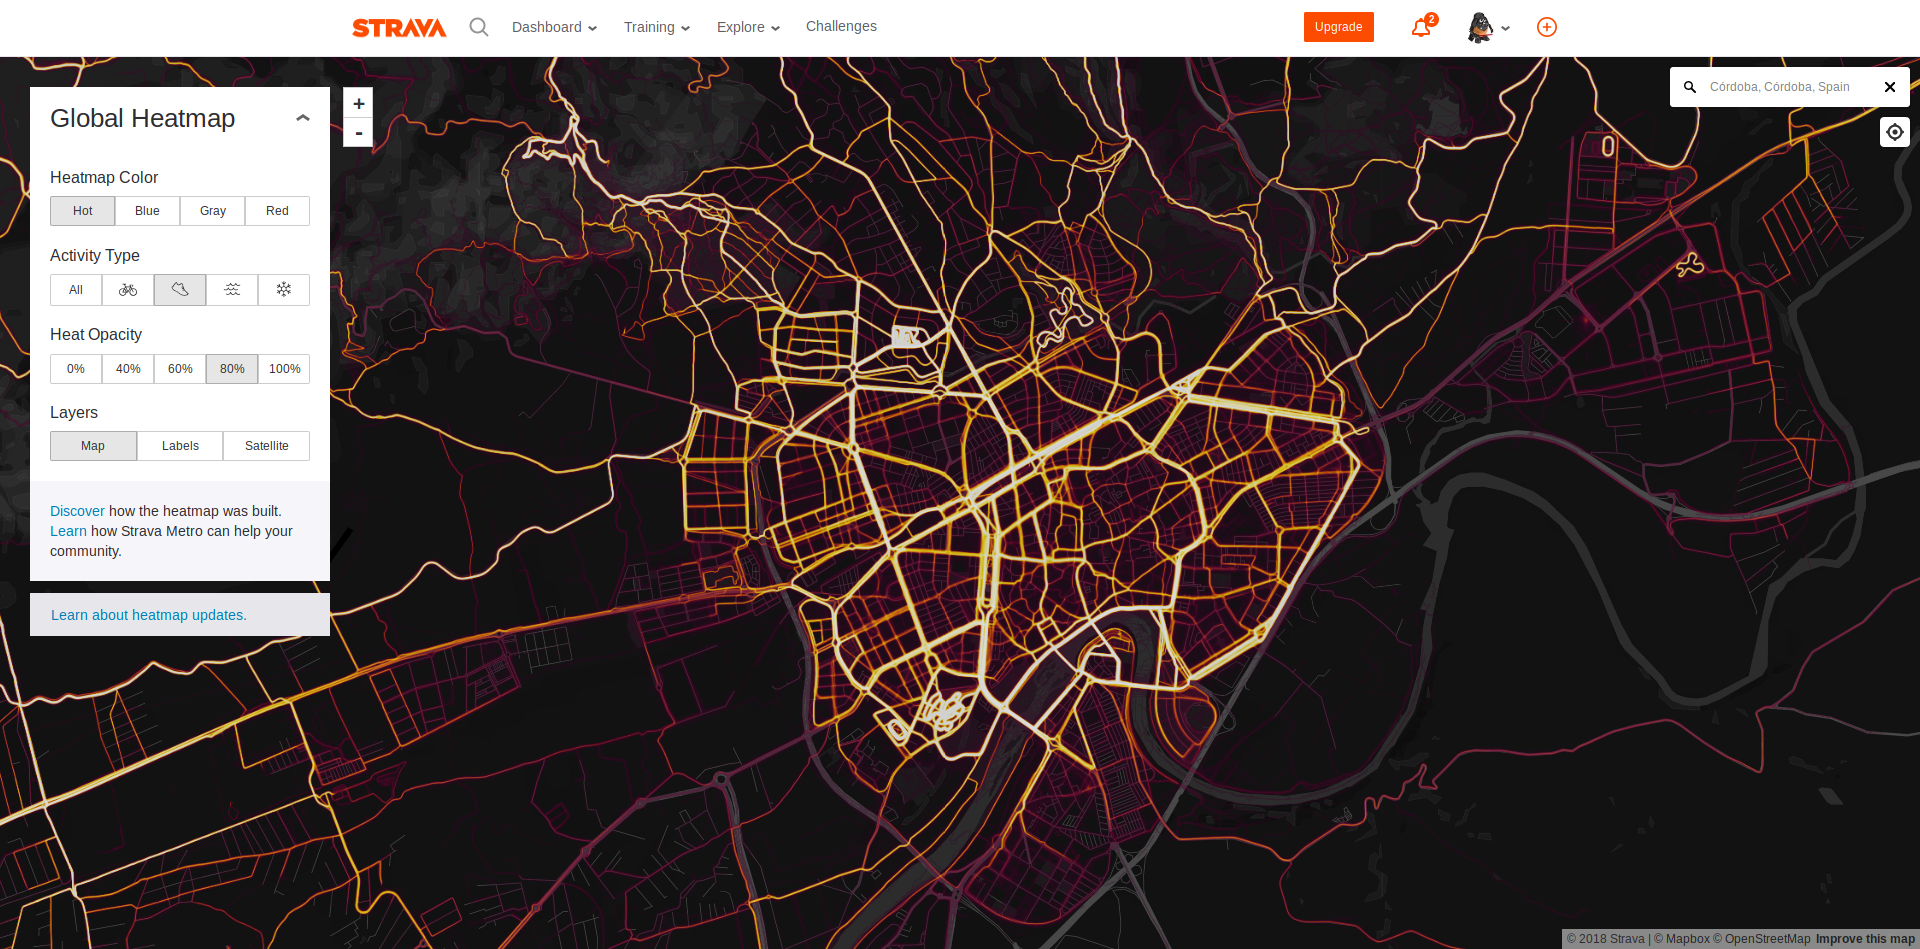 STRAVA Dashboard Training Explore Challenges Upgrade 2
Córdoba, Córdoba, Spain
Global Heatmap
+
-
Heatmap Color
Hot Blue Gray Red
Activity Type
All
Heat Opacity
0% 40% 60% 80% 100%
Layers
Map Labels Satellite
Discover how the heatmap was built.
Learn how Strava Metro can help your
community.
Learn about heatmap updates.
© 2018 Strava | © Mapbox © OpenStreetMap Improve this map